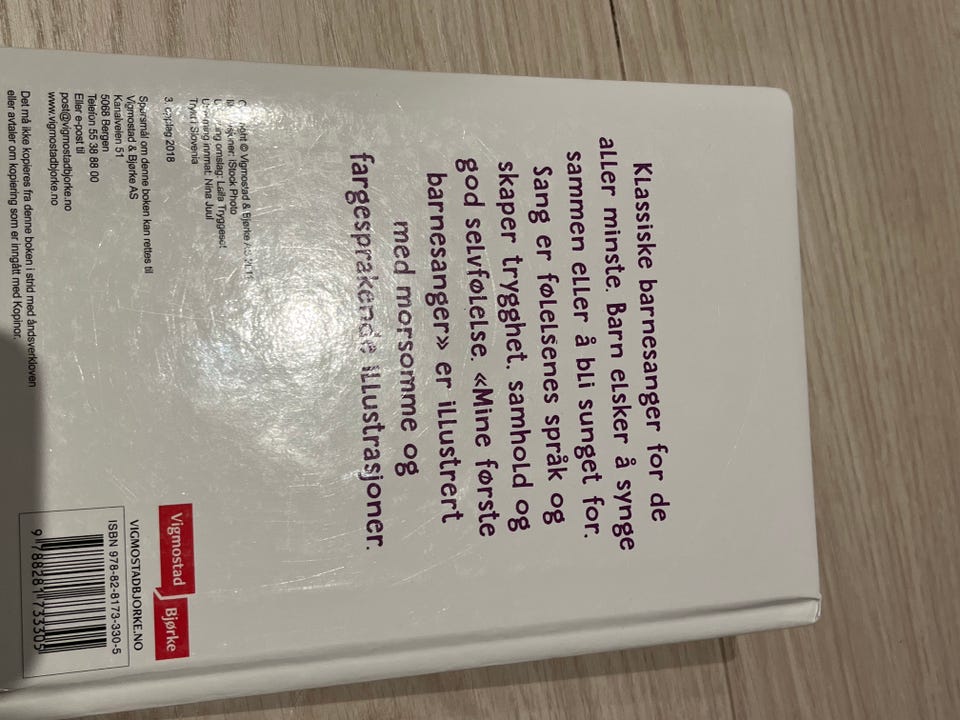 Klassiske barnesanger for de
aller minste. Barn elsker å synge
sammen eller å bli sunget for.
Sang er følelsenes språk og
skaper trygghet, samhold og
god selvfølelse. «Mine første
barnesanger» er illustrert
med morsomme og
fargesprakende illustrasjoner.
© Vigmostad & Bjørke
iStock Photo
omslag: Laila Tryggeset
innmat: Nina Juul
Trykt i Slovenia
3. opplag 2018
Spørsmål om denne boken kan rettes til
Vigmostad & Bjørke AS
Kanalveien 51
5068 Bergen
Telefon 55 38 88 00
Eller e-post til
post@vigmostadbjorke.no
www.vigmostadbjorke.no
Det må ikke kopieres fra denne boken i strid med åndsverkloven
eller avtaler om kopiering som er inngått med Kopinor.
Vigmostad
Bjørke
VIGMOSTADBJORKE.NO
ISBN 978-82-8173-330-5
9 788281 733305